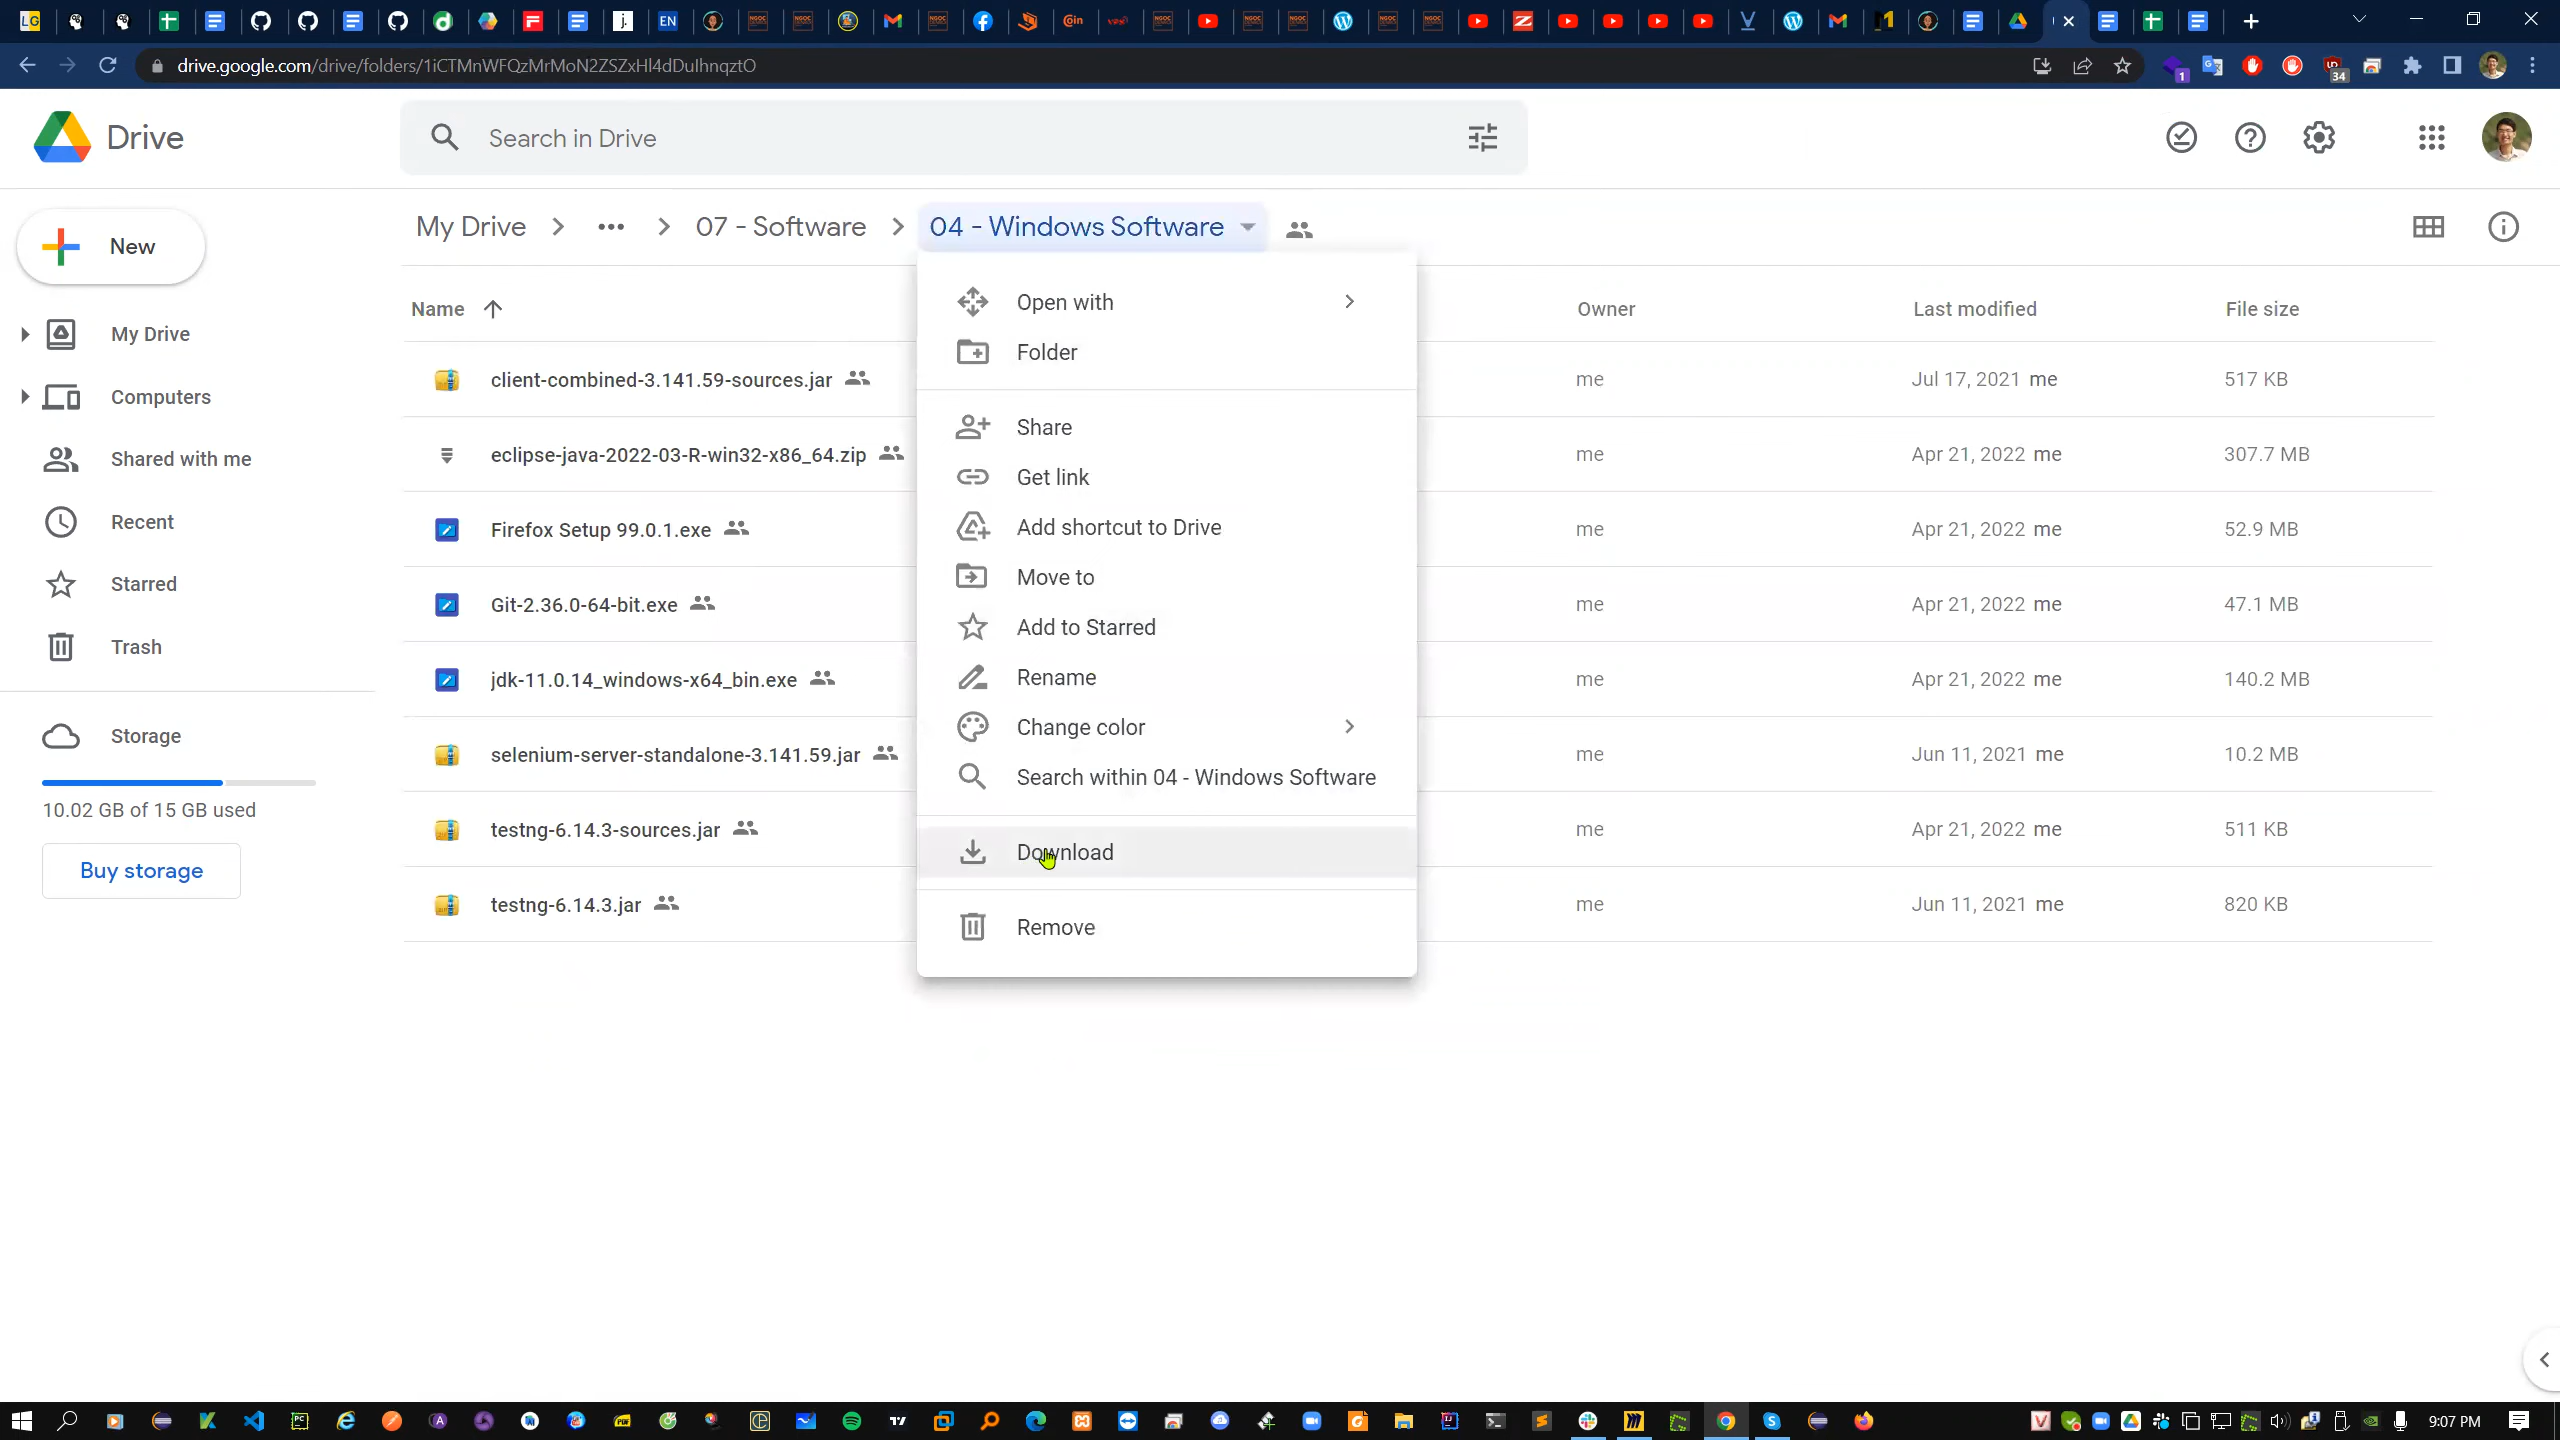 drive.google.com/drive/folders/1iCTMnWFQzMrMoN2ZSZxHl4dDulhnqztO
1
34
Drive
Search in Drive
New
My Drive
Computers
Shared with me
Recent
Starred
Trash
Storage
10.02 GB of 15 GB used
Buy storage
My Drive > ••• > 07 - Software > 04 - Windows Software
Name Owner Last modified File size
client-combined-3.141.59-sources.jar me Jul 17, 2021 me 517 KB
eclipse-java-2022-03-R-win32-x86_64.zip me Apr 21, 2022 me 307.7 MB
Firefox Setup 99.0.1.exe me Apr 21, 2022 me 52.9 MB
Git-2.36.0-64-bit.exe me Apr 21, 2022 me 47.1 MB
jdk-11.0.14_windows-x64_bin.exe me Apr 21, 2022 me 140.2 MB
selenium-server-standalone-3.141.59.jar me Jun 11, 2021 me 10.2 MB
testng-6.14.3-sources.jar me Apr 21, 2022 me 511 KB
testng-6.14.3.jar me Jun 11, 2021 me 820 KB
Open with
Folder
Share
Get link
Add shortcut to Drive
Move to
Add to Starred
Rename
Change color
Search within 04 - Windows Software
Download
Remove
9:07 PM